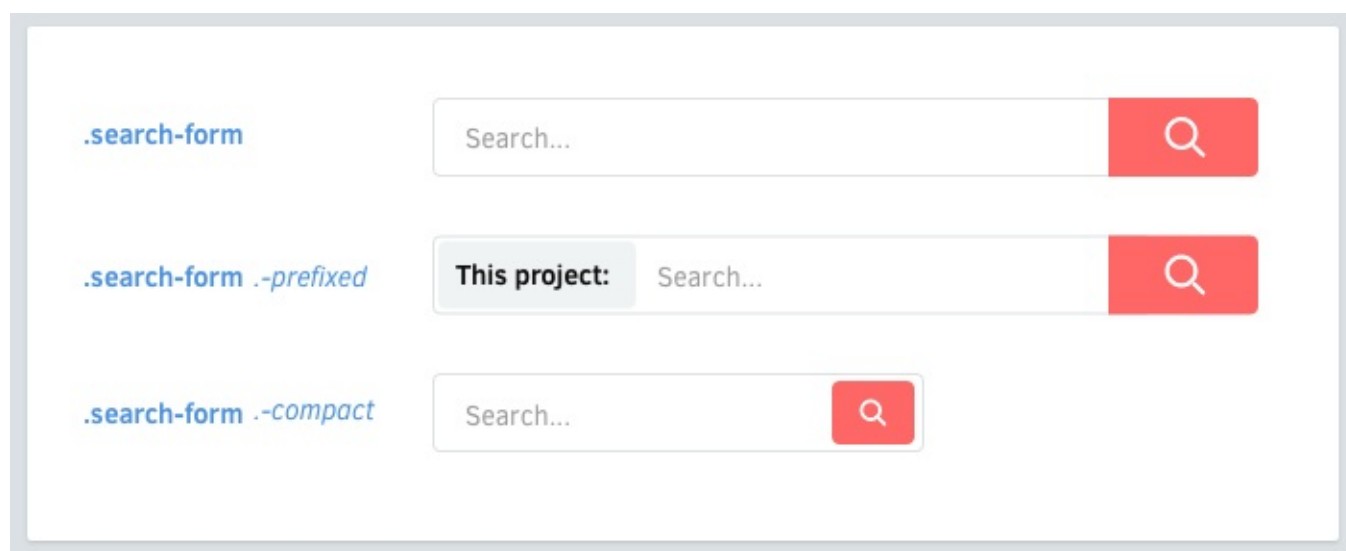 .search-form Search...
.search-form .-prefixed This project: Search...
.search-form .-compact Search...